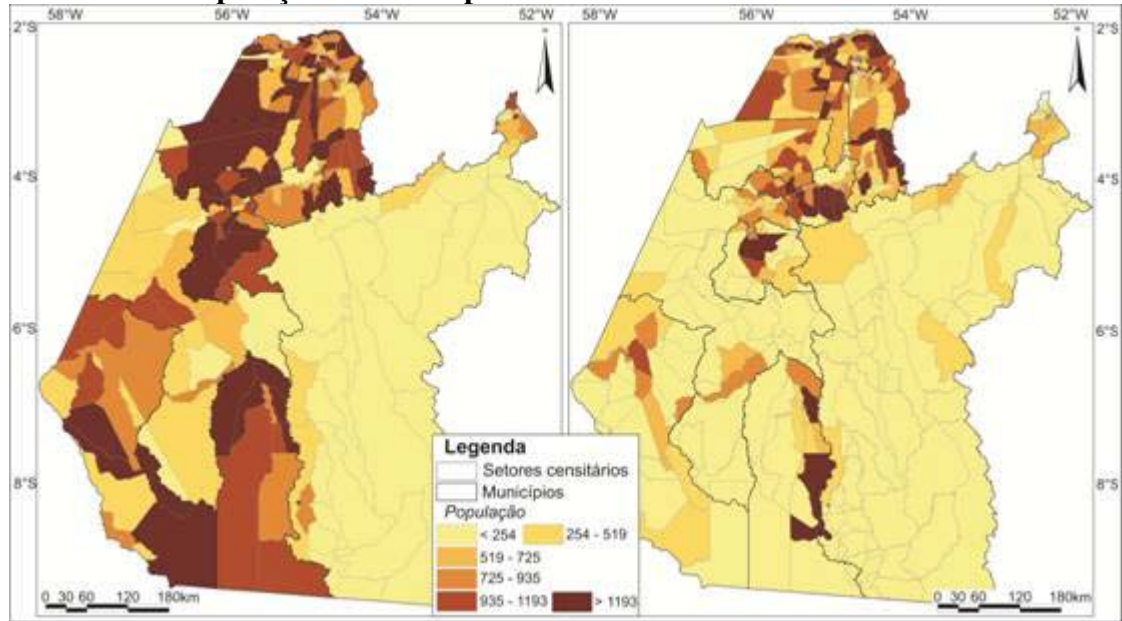 58°W 56°W 54°W 52°W 58°W 56°W 54°W 52°W
2°S 2°S
4°S 4°S
6°S 6°S
8°S 8°S
Legenda
Setores censitários
Municípios
População
< 254 254 - 519
519 - 725
725 - 935
935 - 1193 > 1193
0 30 60 120 180km
0 30 60 120 180km